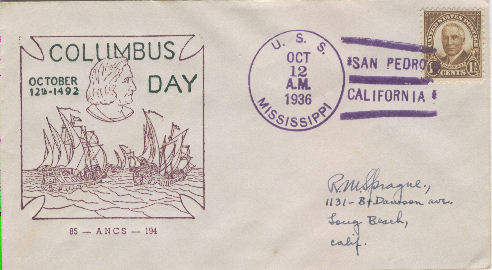 COLUMBUS
DAY
OCTOBER
12th-1492
85 — ANCS — 194
U. S. S.
OCT
12
A.M.
1936
MISSISSIPPI
SAN PEDRO
CALIFORNIA
CENTS
R.M. Sprague.,
1131- Dawson ave.
Long Beach,
Calif.